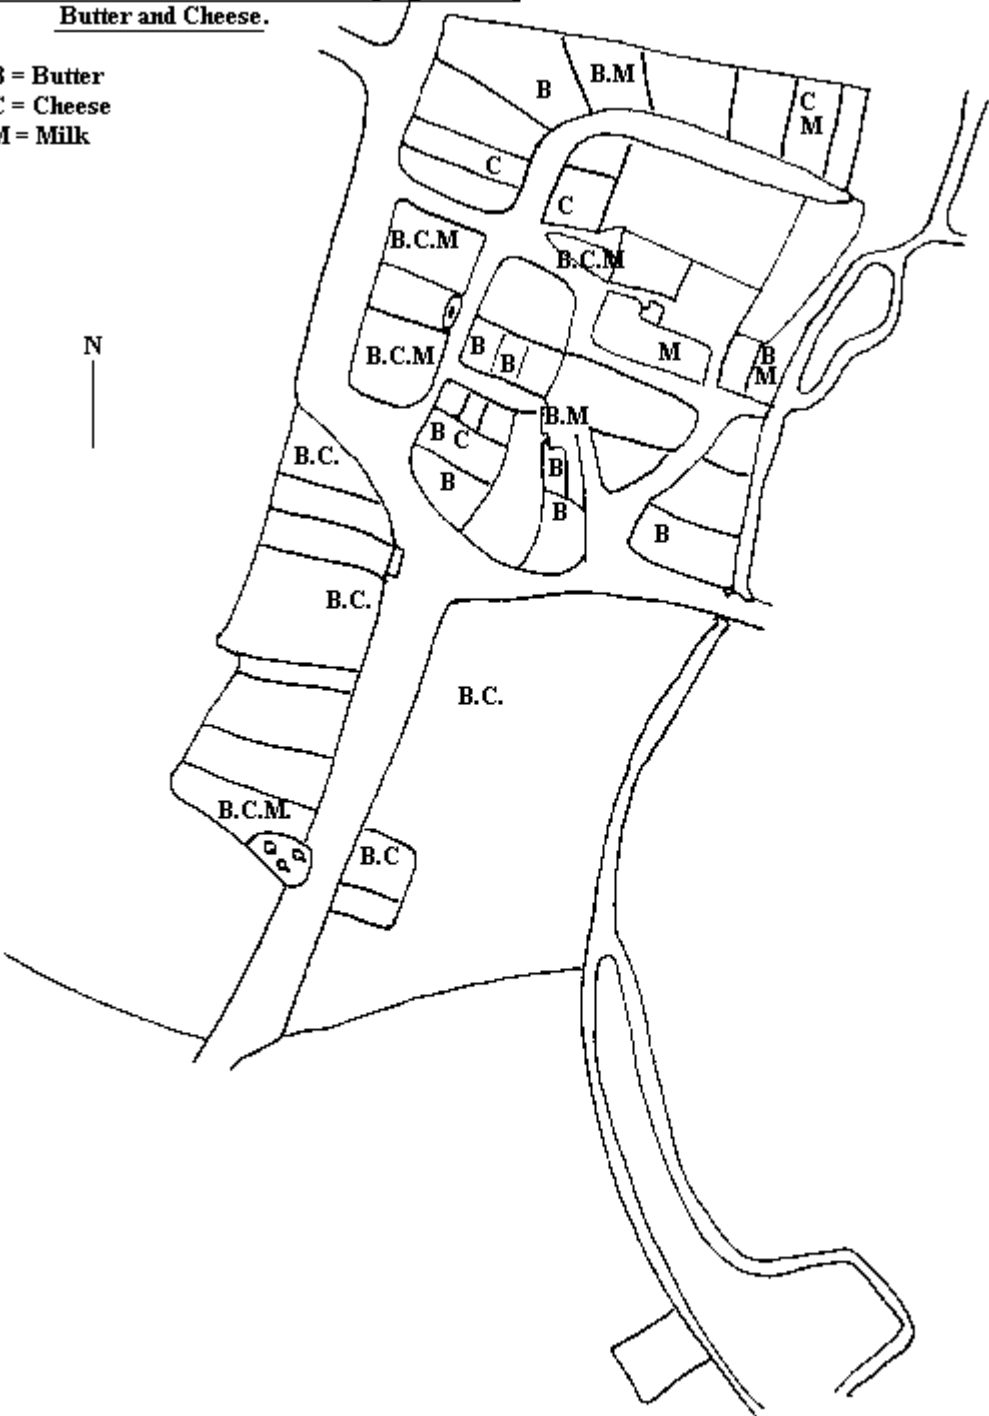 Butter and Cheese.
B = Butter
C = Cheese
M = Milk
B.M
B
C
M
C
C
B.C.M
B.C.M
N
B.C.M
B
B
M
B
M
B.M
B
C
B.C.
B
B
B
B
B.C.
B.C.
B.C.M.
B.C